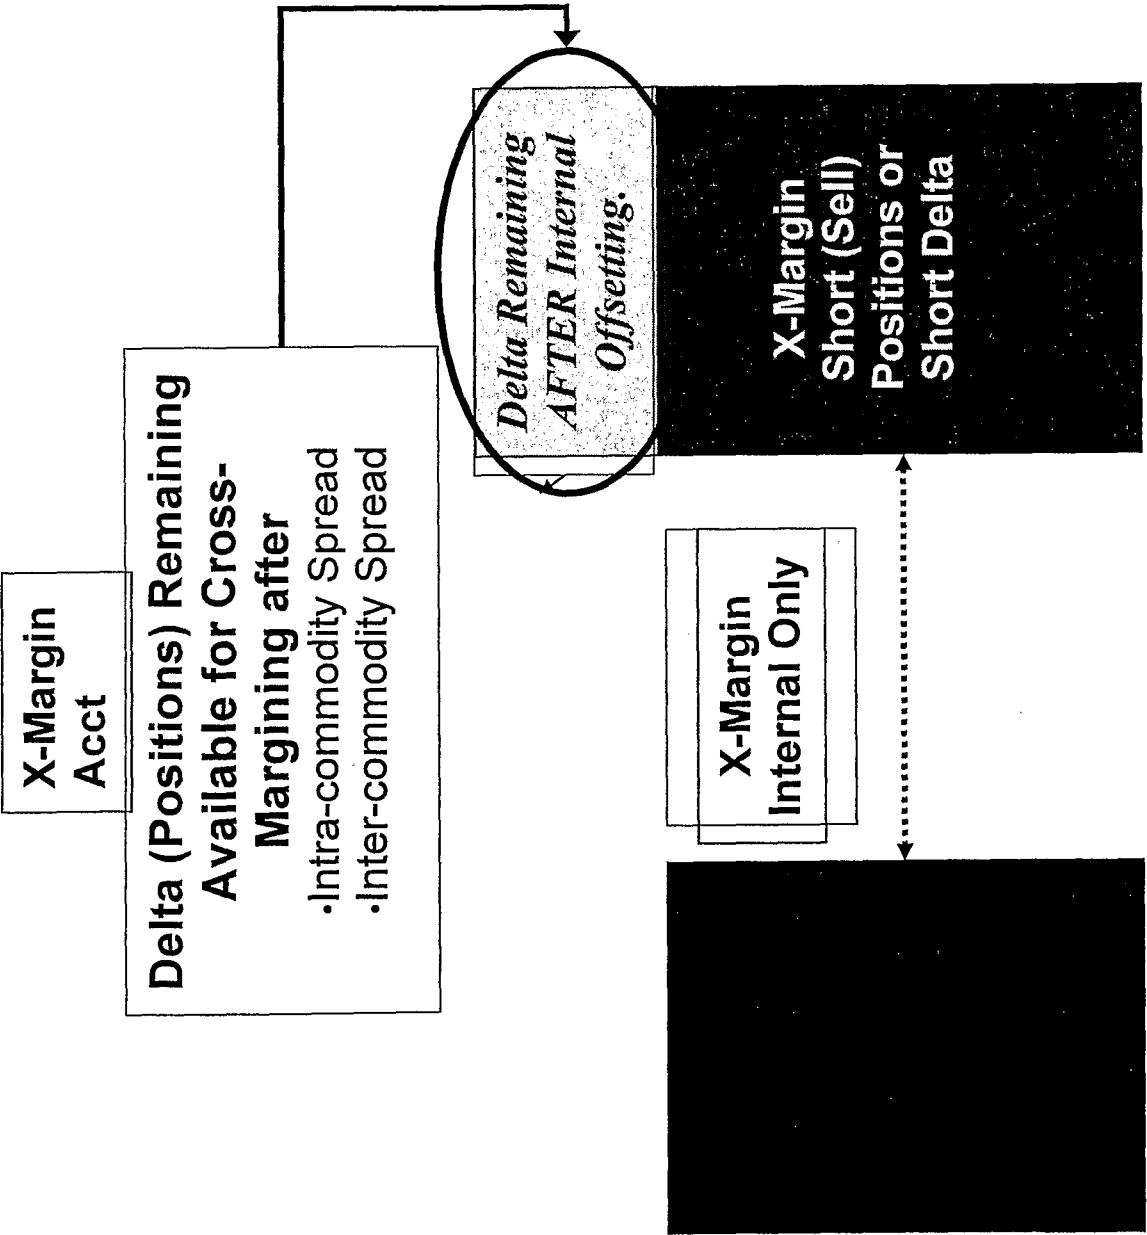 X-Margin
Acct
Delta (Positions) Remaining
Available for Cross-
Margining after
•Intra-commodity Spread
•Inter-commodity Spread
Delta Remaining
AFTER Internal
Offsetting.
X-Margin
Internal Only
X-Margin
Short (Sell)
Positions or
Short Delta